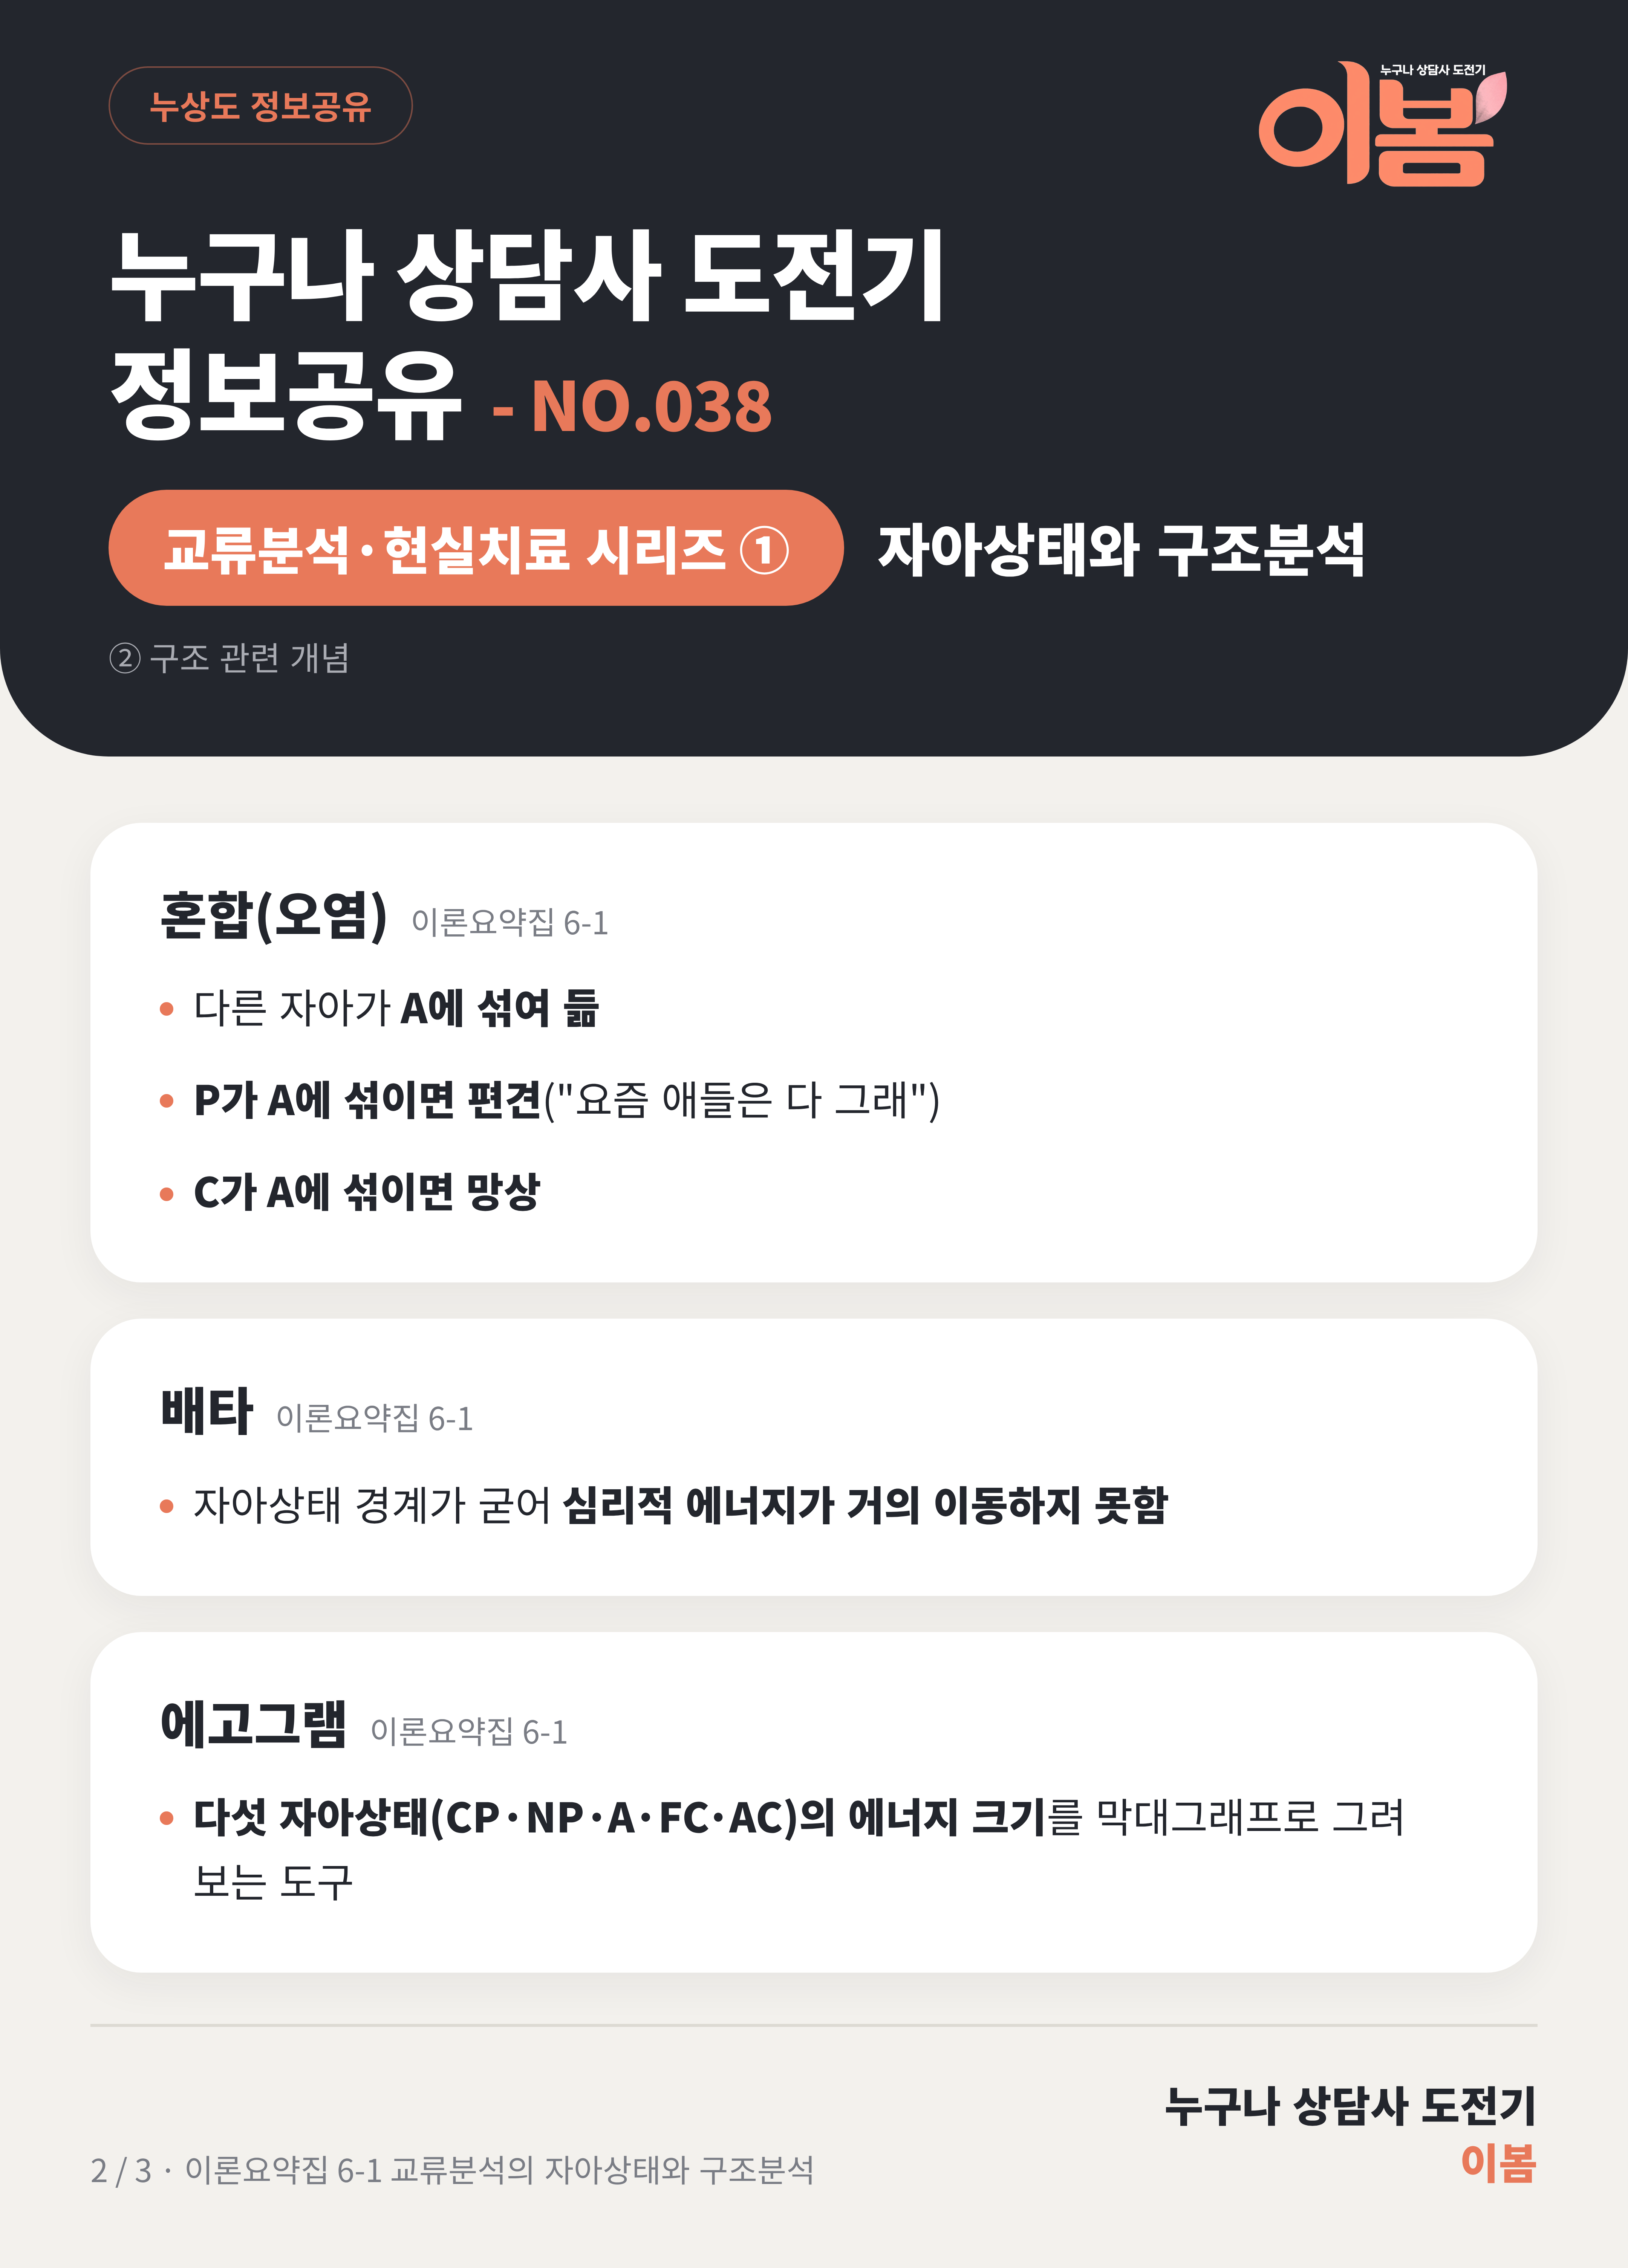 누상도 정보공유
누구나 상담사 도전기
이봄
누구나 상담사 도전기
정보공유 - NO.038
교류분석·현실치료 시리즈 ① 자아상태와 구조분석
② 구조 관련 개념
혼합(오염) 이론요약집 6-1
• 다른 자아가 A에 섞여 듦
• P가 A에 섞이면 편견("요즘 애들은 다 그래")
• C가 A에 섞이면 망상
배타 이론요약집 6-1
• 자아상태 경계가 굳어 심리적 에너지가 거의 이동하지 못함
에고그램 이론요약집 6-1
• 다섯 자아상태(CP·NP·A·FC·AC)의 에너지 크기를 막대그래프로 그려
보는 도구
누구나 상담사 도전기
2 / 3 · 이론요약집 6-1 교류분석의 자아상태와 구조분석
이봄